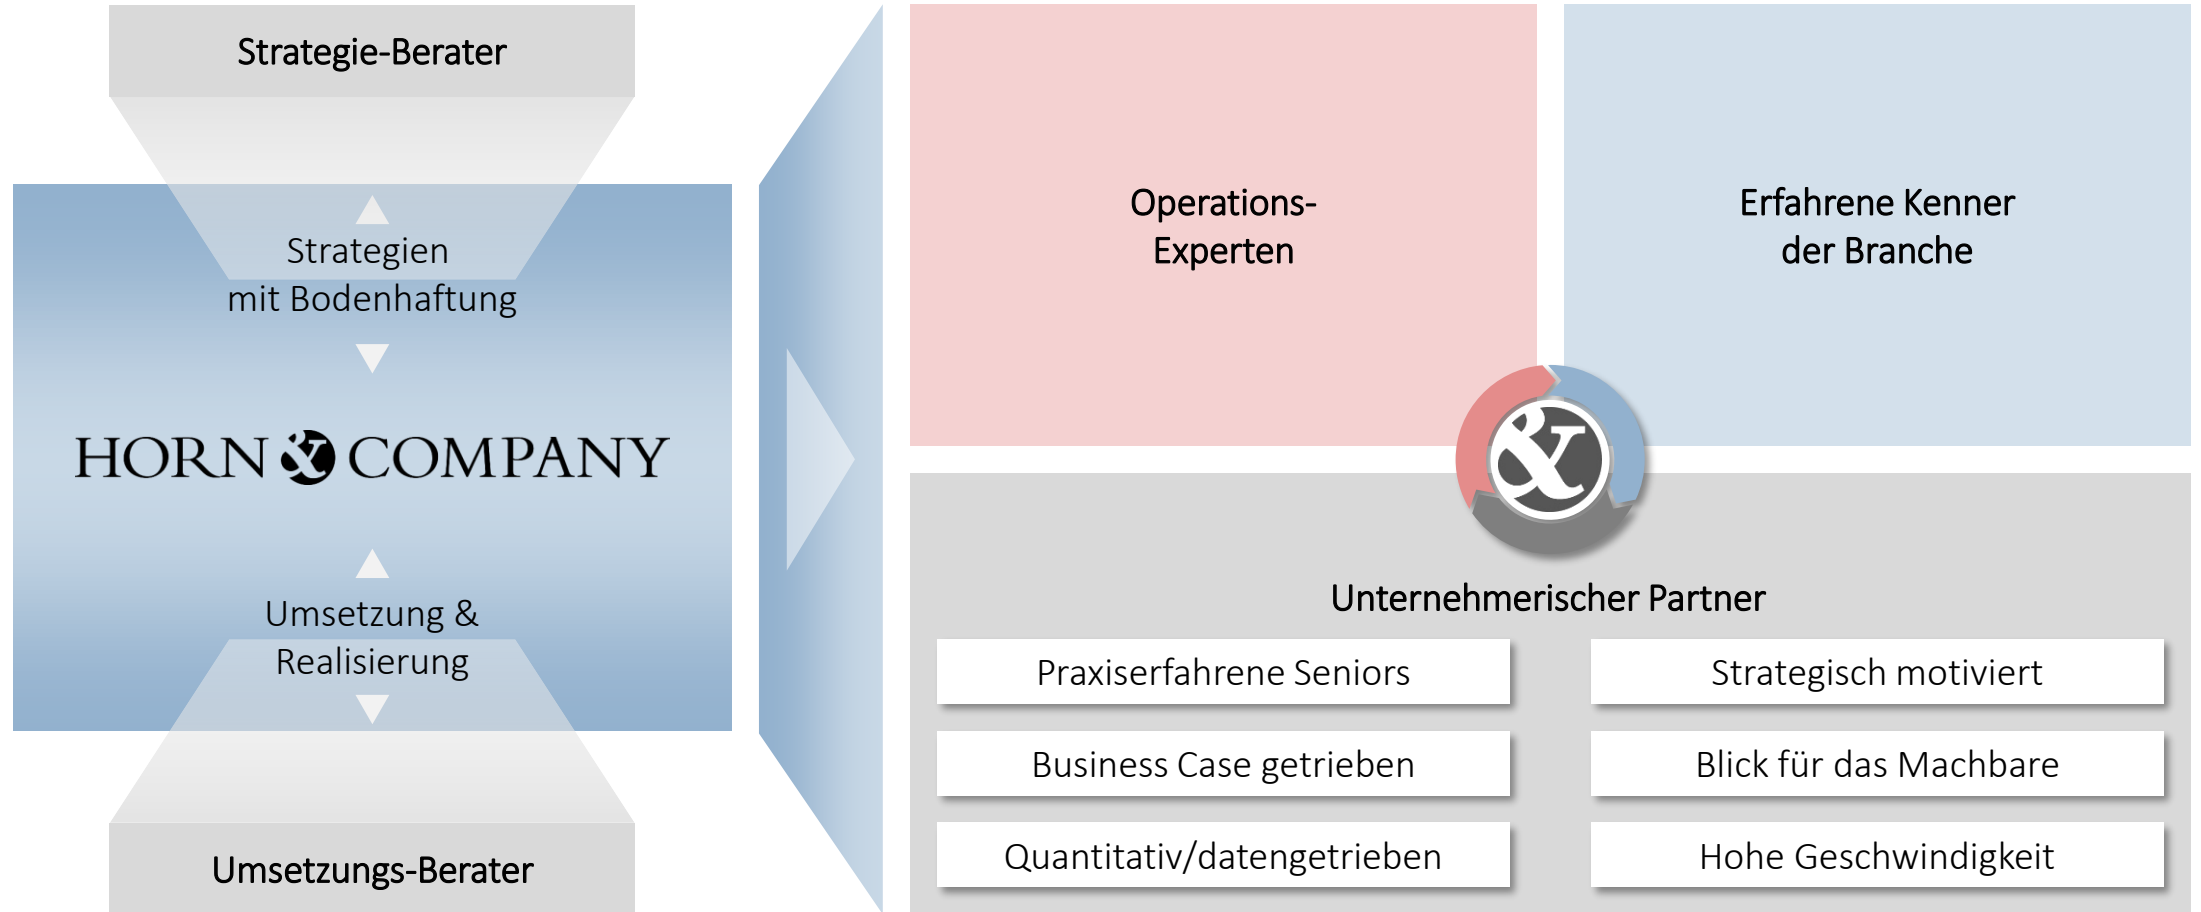 Strategie-Berater
Strategien
mit Bodenhaftung
HORN & COMPANY
Umsetzung &
Realisierung
Umsetzungs-Berater
Operations-
Experten
Erfahrene Kenner
der Branche
&
Unternehmerischer Partner
Praxiserfahrene Seniors
Strategisch motiviert
Business Case getrieben
Blick für das Machbare
Quantitativ/datengetrieben
Hohe Geschwindigkeit